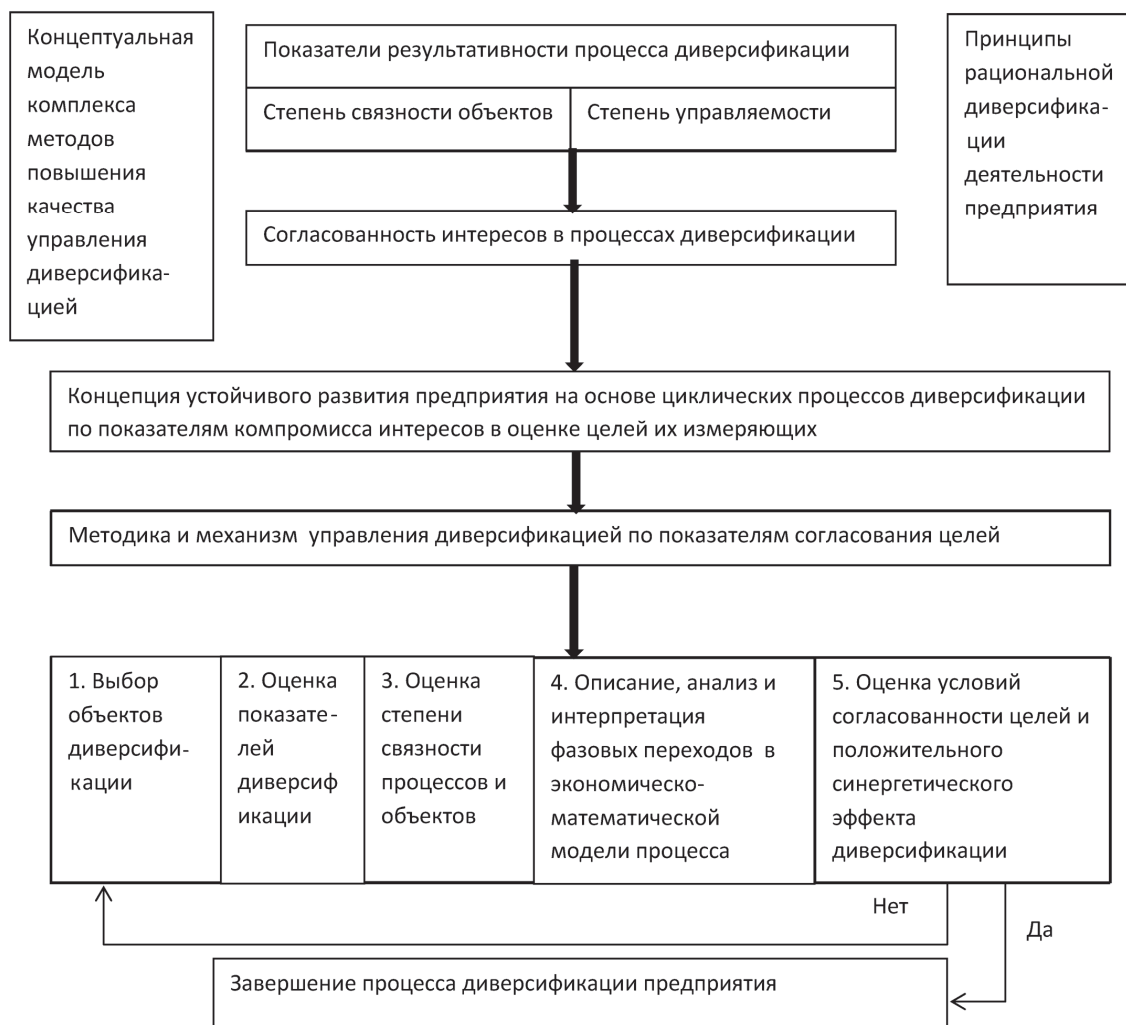 Концептуальная
модель
комплекса
методов
повышения
качества
управления
диверсифика-
цией
Показатели результативности процесса диверсификации
Степень связности объектов
Степень управляемости
Принципы
рациональной
диверсифика-
ции
деятельности
предприятия
Согласованность интересов в процессах диверсификации
Концепция устойчивого развития предприятия на основе циклических процессов диверсификации
по показателям компромисса интересов в оценке целей их измеряющих
Методика и механизм управления диверсификацией по показателям согласования целей
1. Выбор
объектов
диверсифи-
кации
2. Оценка
показате-
лей
диверсиф
икации
3. Оценка
степени
связности
процессов и
объектов
4. Описание, анализ и
интерпретация
фазовых переходов в
экономическо-
математической
модели процесса
5. Оценка условий
согласованности целей и
положительного
синергетического
эффекта
диверсификации
Нет
Да
Завершение процесса диверсификации предприятия